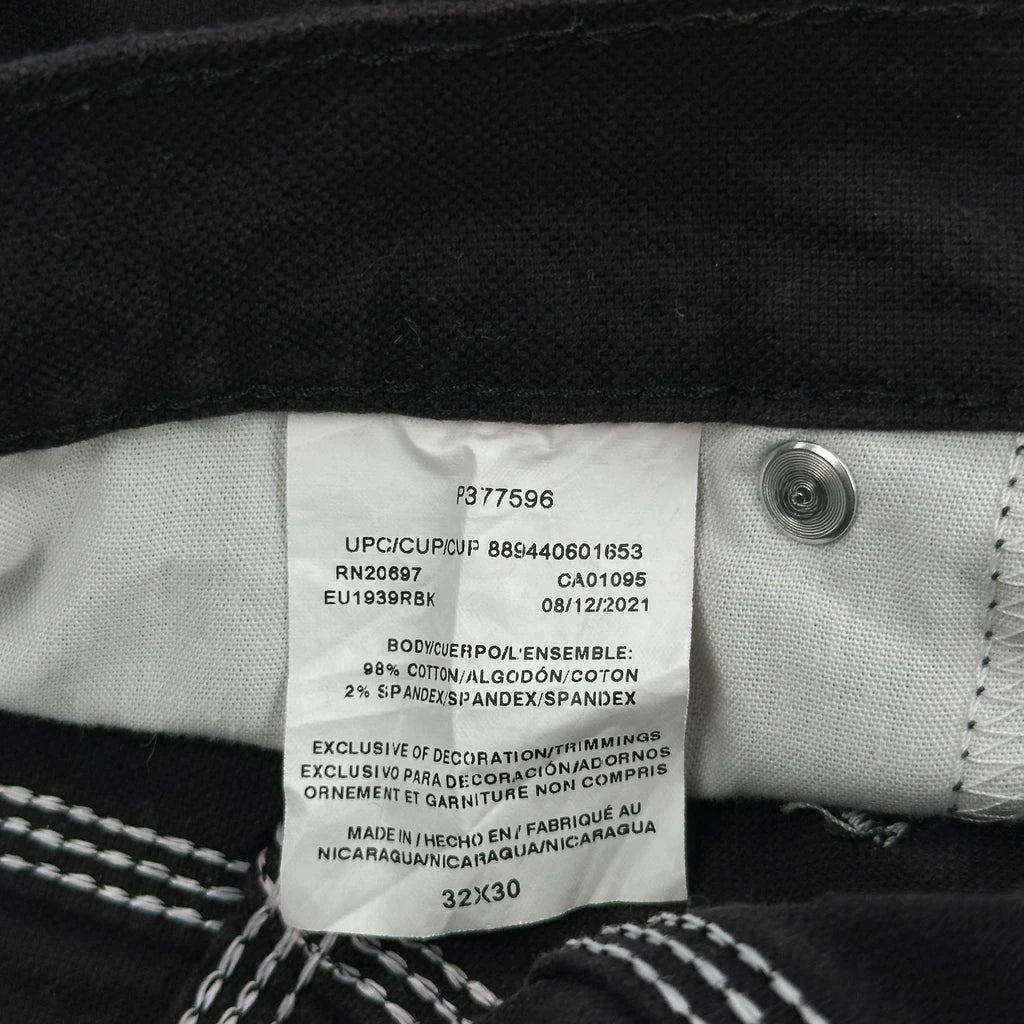 P377596
UPC/CUP/CUP 889440601653
RN20697 CA01095
EU1939RBK 08/12/2021
BODY/CUERPO/L'ENSEMBLE:
98% COTTON/ALGODÓN/COTON
2% SPANDEX/SPANDEX/SPANDEX
EXCLUSIVE OF DECORATION/TRIMMINGS
EXCLUSIVO PARA DECORACIÓN/ADORNOS
ORNEMENT ET GARNITURE NON COMPRIS
MADE IN / HECHO EN / FABRIQUÉ AU
NICARAGUA/NICARAGUA/NICARAGUA
32X30